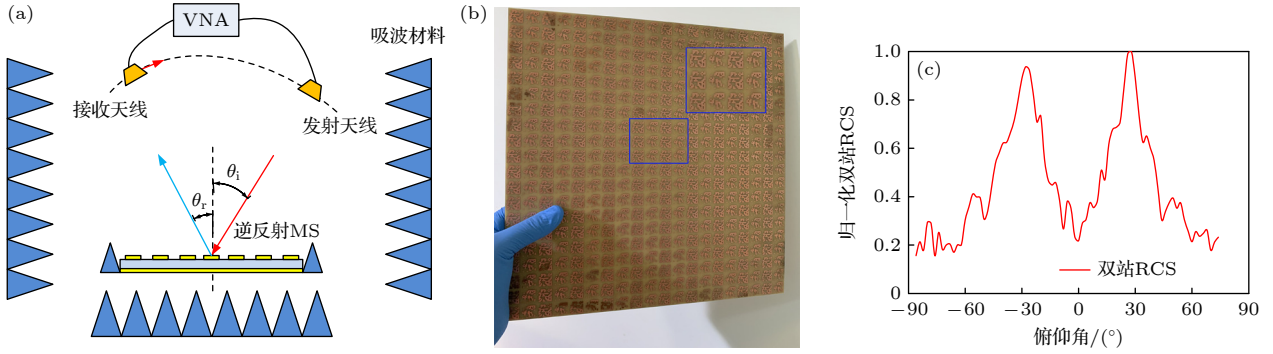 (a)
VNA
吸波材料
接收天线
发射天线
θi
θr
逆反射MS
(b)
(c)
归一化双站RCS
1.0
0.8
0.6
0.4
0.2
0
双站RCS
−90 −60 −30 0 30 60 90
俯仰角/(°)